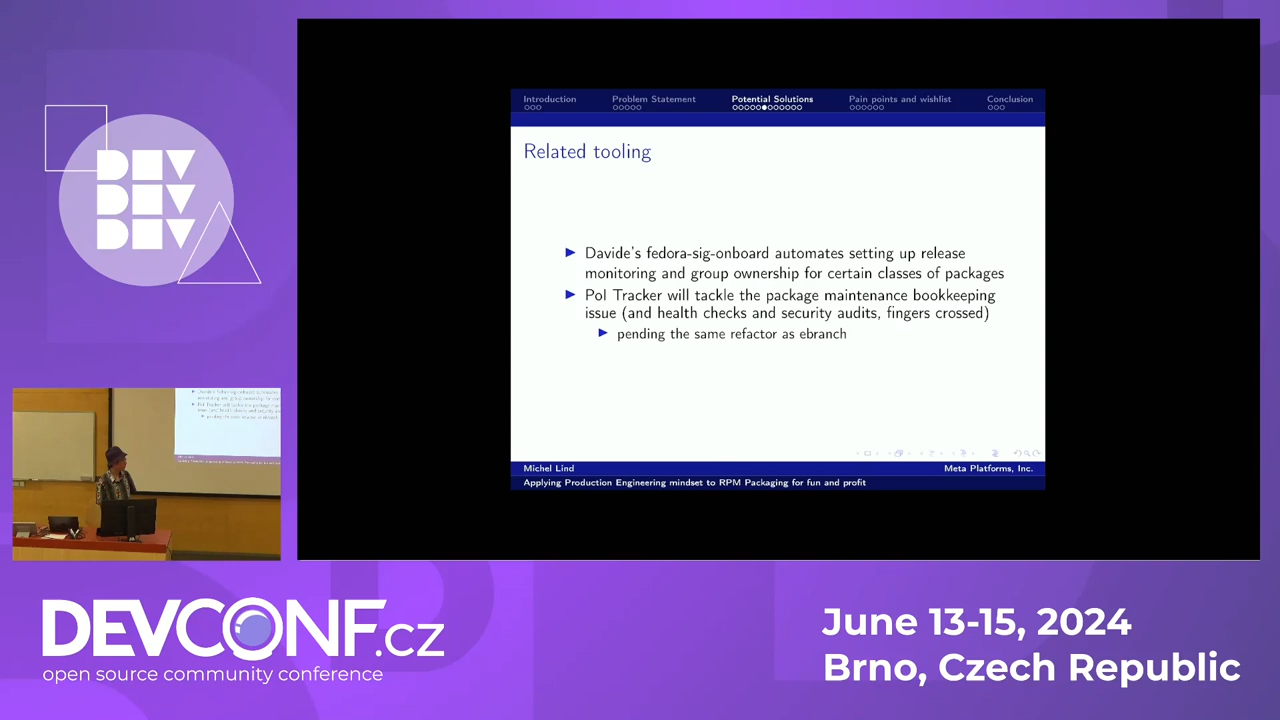 DEV
DEV
DEV
Introduction Problem Statement Potential Solutions Pain points and wishlist Conclusion
Related tooling
Davide's fedora-sig-onboard automates setting up release
monitoring and group ownership for certain classes of packages
Pol Tracker will tackle the package maintenance bookkeeping
issue (and health checks and security audits, fingers crossed)
pending the same refactor as ebranch
Michel Lind Meta Platforms, Inc.
Applying Production Engineering mindset to RPM Packaging for fun and profit
DEVCONF.cz
open source community conference
June 13-15, 2024
Brno, Czech Republic